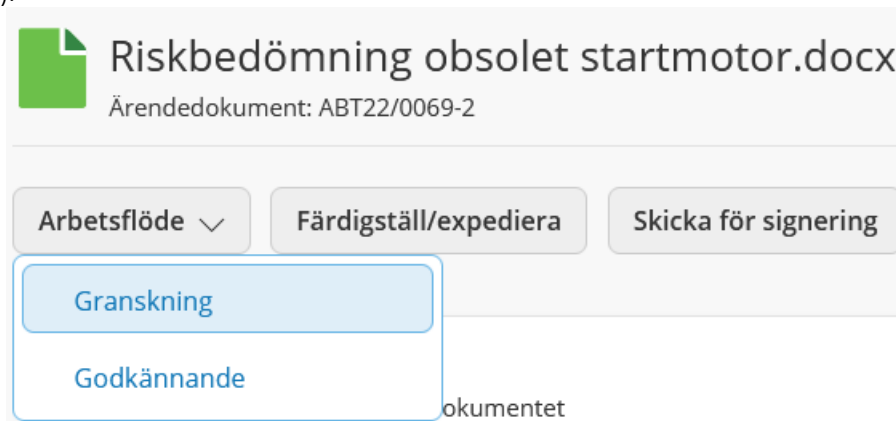 Riskbedömning obsolet startmotor.docx
Ärendedokument: ABT22/0069-2
Arbetsflöde Färdigställ/expediera Skicka för signering
Granskning
Godkännande
okumentet